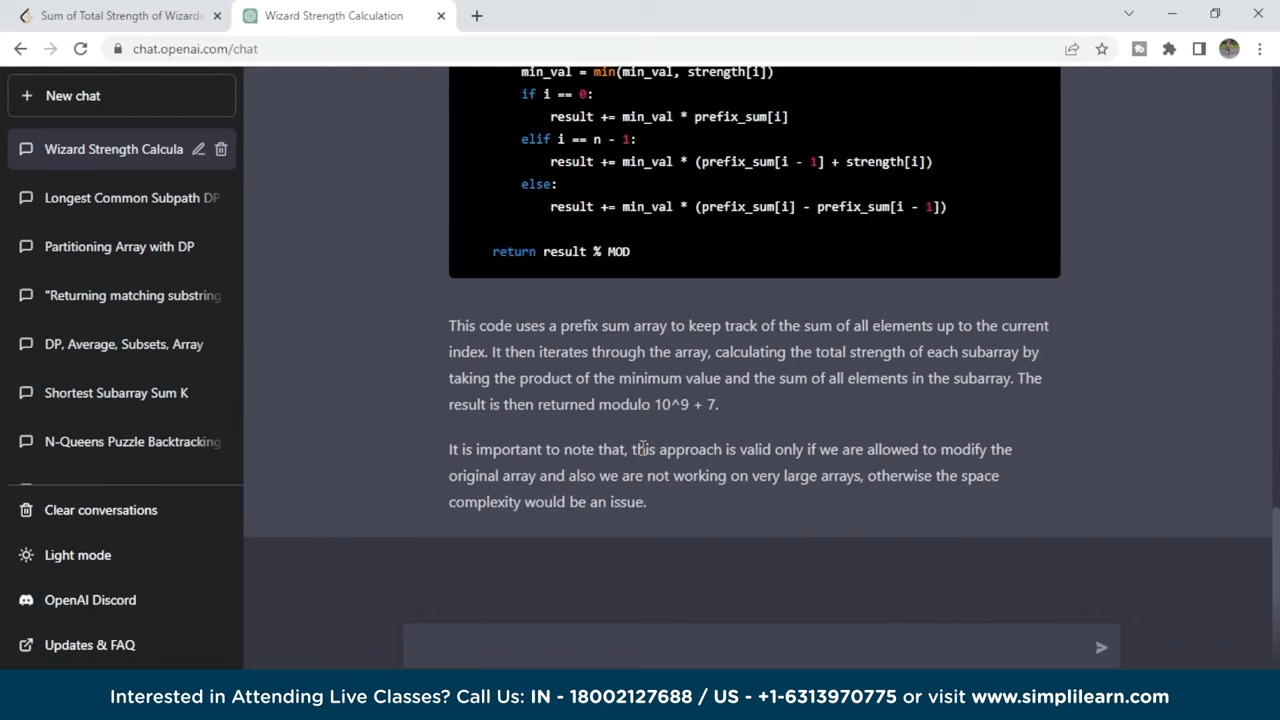 Sum of Total Strength of Wizards
Wizard Strength Calculation
chat.openai.com/chat
New chat
Wizard Strength Calcula
Longest Common Subpath DP
Partitioning Array with DP
"Returning matching substring
DP, Average, Subsets, Array
Shortest Subarray Sum K
N-Queens Puzzle Backtracking
Clear conversations
Light mode
OpenAI Discord
Updates & FAQ
min_val = min(min_val, strength[i])
if i == 0:
result += min_val * prefix_sum[i]
elif i == n - 1:
result += min_val * (prefix_sum[i - 1] + strength[i])
else:
result += min_val * (prefix_sum[i] - prefix_sum[i - 1])
return result % MOD
This code uses a prefix sum array to keep track of the sum of all elements up to the current
index. It then iterates through the array, calculating the total strength of each subarray by
taking the product of the minimum value and the sum of all elements in the subarray. The
result is then returned modulo 10^9 + 7.
It is important to note that, this approach is valid only if we are allowed to modify the
original array and also we are not working on very large arrays, otherwise the space
complexity would be an issue.
Interested in Attending Live Classes? Call Us: IN - 18002127688 / US - +1-6313970775 or visit www.simplilearn.com